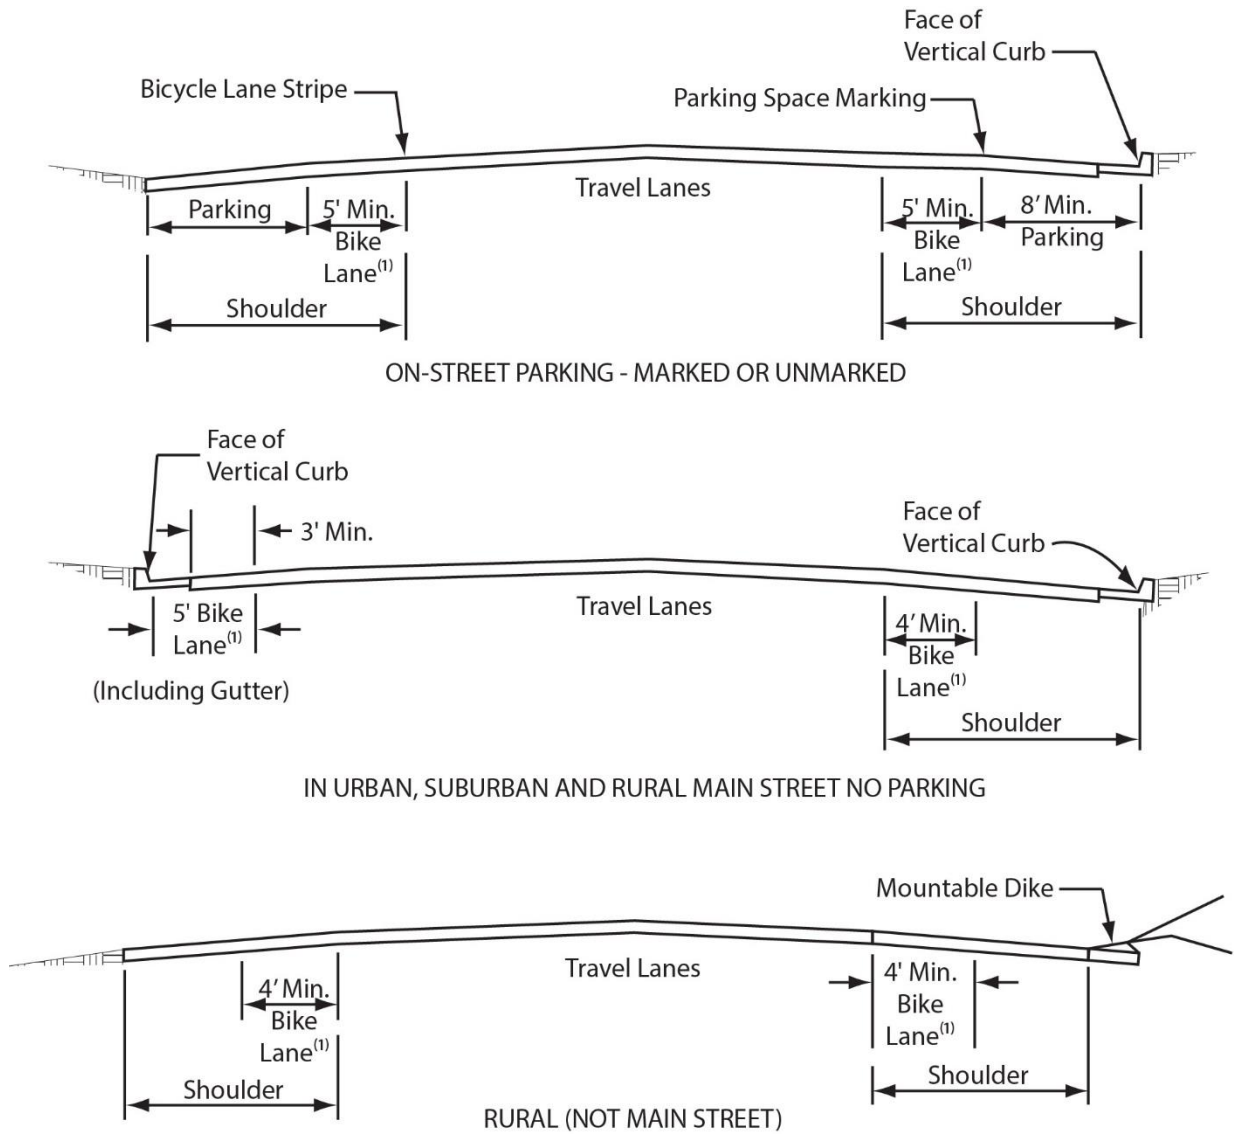 Face of
Vertical Curb
Bicycle Lane Stripe
Parking Space Marking
Travel Lanes
Parking
5' Min.
Bike
Lane(1)
5' Min.
Bike
Lane(1)
8' Min.
Parking
Shoulder
Shoulder
ON-STREET PARKING - MARKED OR UNMARKED
Face of
Vertical Curb
3' Min.
Face of
Vertical Curb
Travel Lanes
5' Bike
Lane(1)
(Including Gutter)
4' Min.
Bike
Lane(1)
Shoulder
IN URBAN, SUBURBAN AND RURAL MAIN STREET NO PARKING
Mountable Dike
Travel Lanes
4' Min.
Bike
Lane(1)
4' Min.
Bike
Lane(1)
Shoulder
Shoulder
RURAL (NOT MAIN STREET)